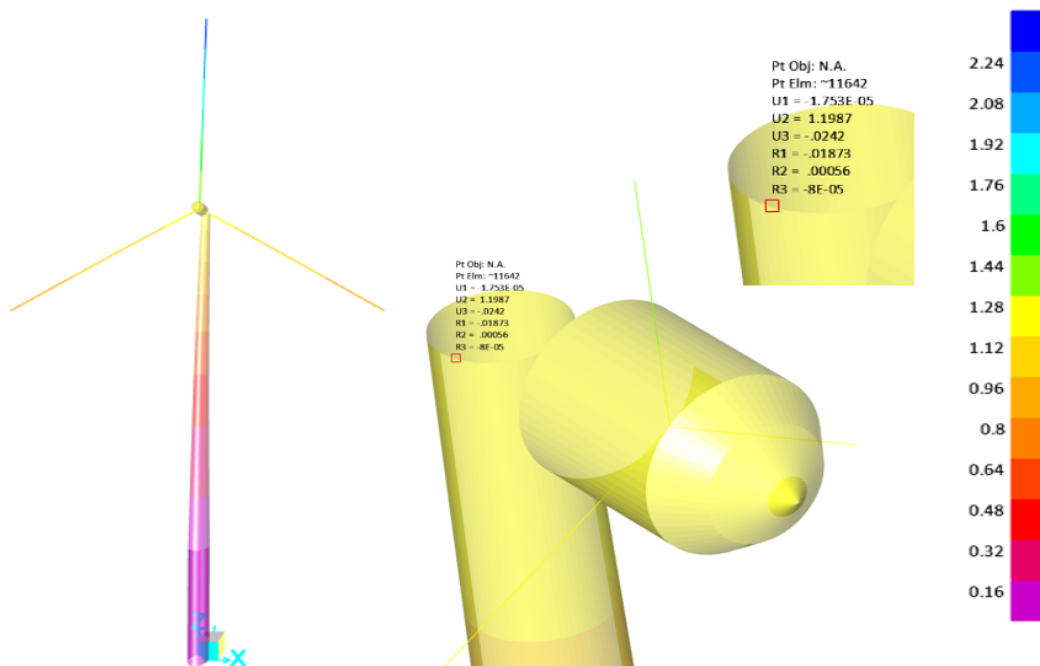 Pt Obj: N.A.
Pt Elm: ~11642
U1 = -1.753E-05
U2 = 1.1987
U3 = -.0242
R1 = -.01873
R2 = .00056
R3 = -8E-05
Pt Obj: N.A.
Pt Elm: ~11642
U1 = -1.753E-05
U2 = 1.1987
U3 = -.0242
R1 = -.01873
R2 = .00056
R3 = -8E-05
2.24
2.08
1.92
1.76
1.6
1.44
1.28
1.12
0.96
0.8
0.64
0.48
0.32
0.16
Z
X